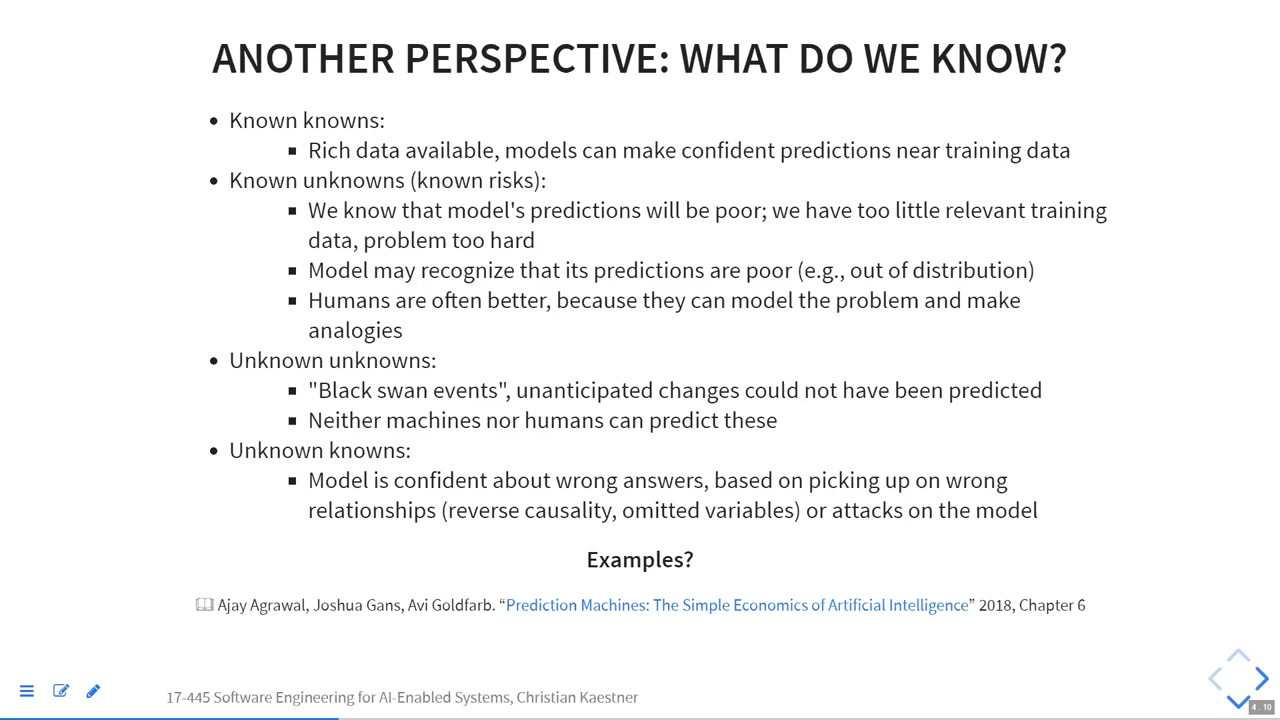 ANOTHER PERSPECTIVE: WHAT DO WE KNOW?
• Known knowns:
▪ Rich data available, models can make confident predictions near training data
• Known unknowns (known risks):
▪ We know that model's predictions will be poor; we have too little relevant training
data, problem too hard
▪ Model may recognize that its predictions are poor (e.g., out of distribution)
▪ Humans are often better, because they can model the problem and make
analogies
• Unknown unknowns:
▪ "Black swan events", unanticipated changes could not have been predicted
▪ Neither machines nor humans can predict these
• Unknown knowns:
▪ Model is confident about wrong answers, based on picking up on wrong
relationships (reverse causality, omitted variables) or attacks on the model
Examples?
Ajay Agrawal, Joshua Gans, Avi Goldfarb. “Prediction Machines: The Simple Economics of Artificial Intelligence” 2018, Chapter 6
17-445 Software Engineering for AI-Enabled Systems, Christian Kaestner
4 . 10